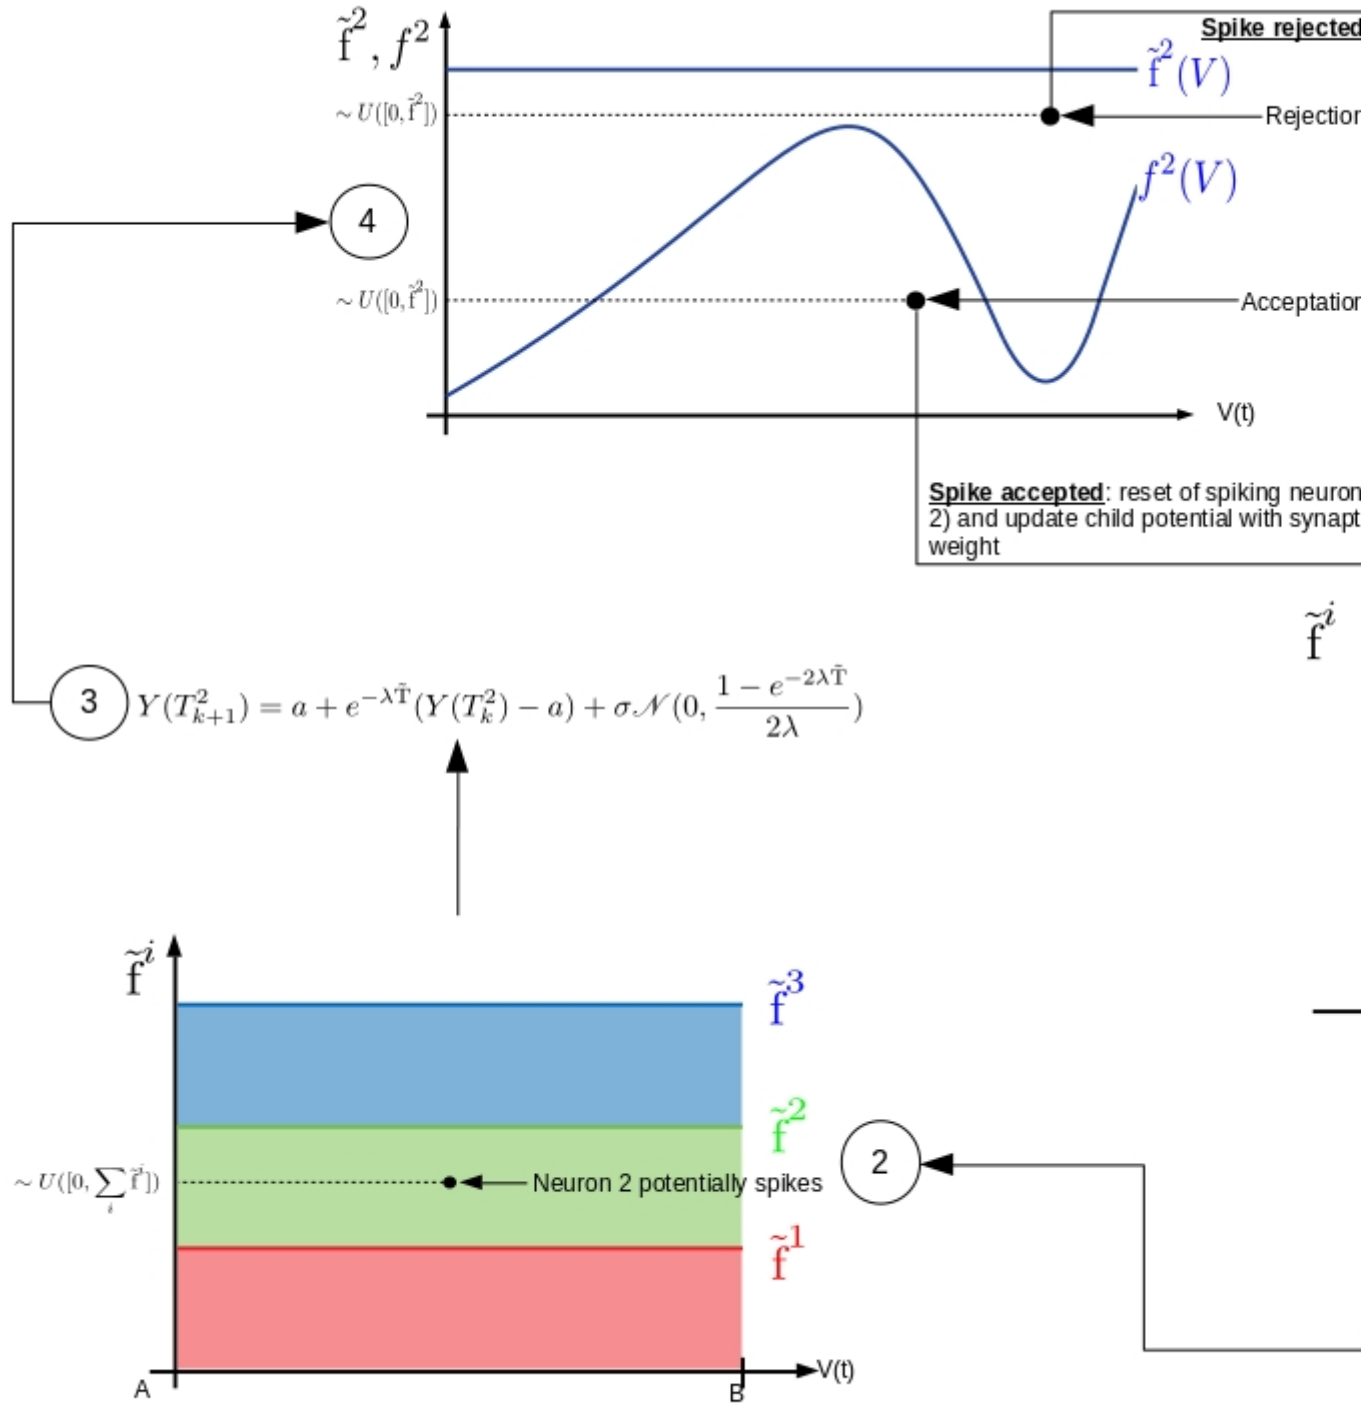 f̃², f²
Spike rejected
f̃²(V)
~ U([0, f̃²])
Rejection
f²(V)
4
~ U([0, f̃²])
Acceptation
V(t)
Spike accepted: reset of spiking neuron
2) and update child potential with synapt
weight
f̃ⁱ
3
Y(T²ₖ₊₁) = a + e^{-λT̃}(Y(T²ₖ) − a) + σ𝒩(0, (1 − e^{-2λT̃})/(2λ))
f̃ⁱ
f̃³
f̃²
2
~ U([0, ∑ᵢ f̃ⁱ])
Neuron 2 potentially spikes
f̃¹
V(t)
A
B